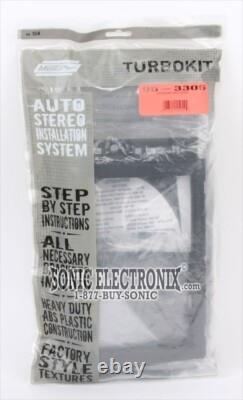 TURBOKIT
95-3305
AUTO
STEREO
INSTALLATION
SYSTEM
STEP
BY STEP
INSTRUCTIONS
ALL
NECESSARY
SONIC ELECTRONIX.com
1-877-BUY-SONIC
HEAVY DUTY
ABS PLASTIC
CONSTRUCTION
FACTORY
STYLE
TEXTURES